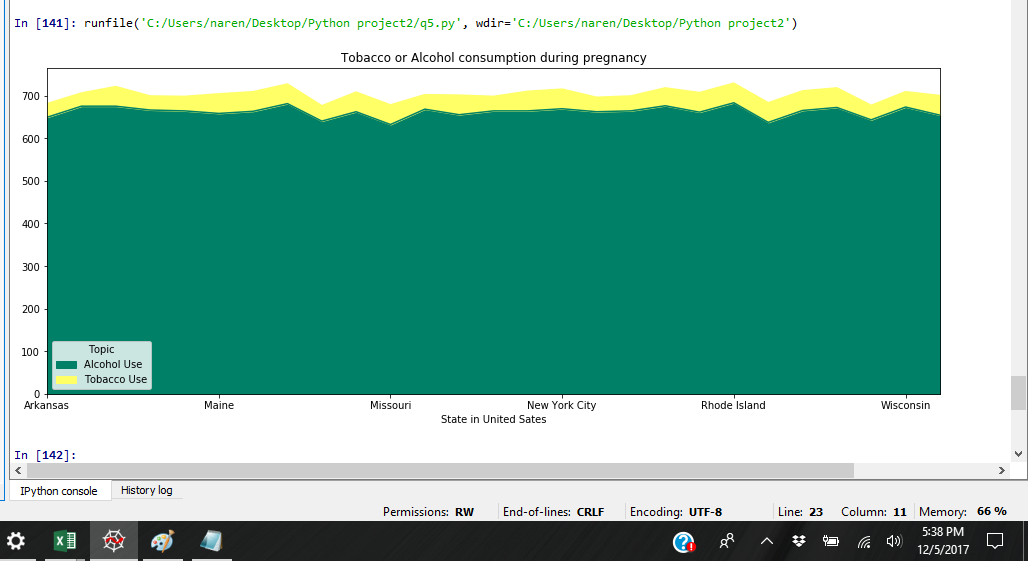 In [141]: runfile('C:/Users/naren/Desktop/Python project2/q5.py', wdir='C:/Users/naren/Desktop/Python project2')
Tobacco or Alcohol consumption during pregnancy
700
600
500
400
300
200
100
0
Topic
Alcohol Use
Tobacco Use
Arkansas Maine Missouri New York City Rhode Island Wisconsin
State in United Sates
In [142]:
IPython console History log
Permissions: RW End-of-lines: CRLF Encoding: UTF-8 Line: 23 Column: 11 Memory: 66 %
5:38 PM
12/5/2017